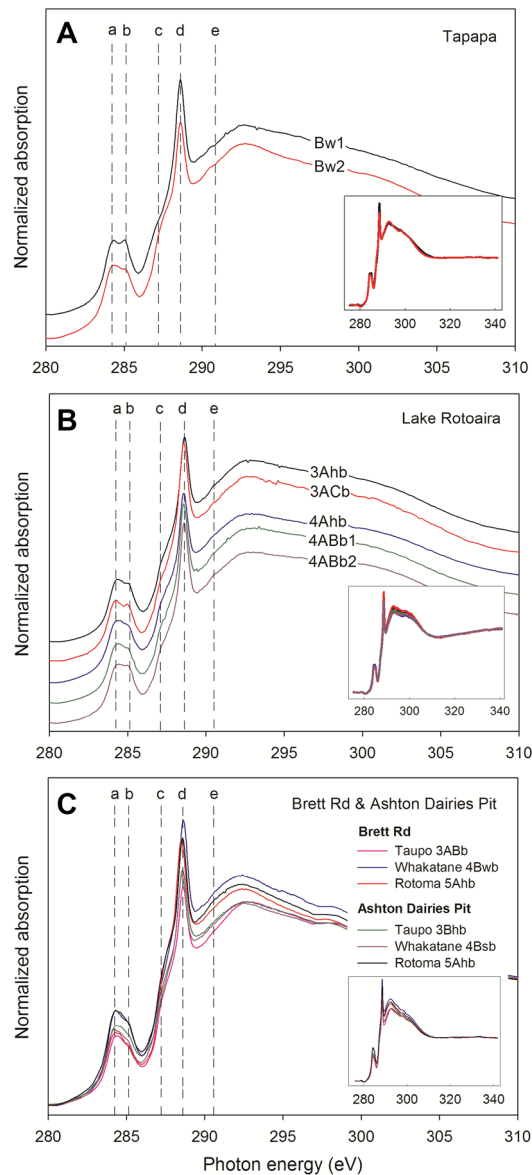 A
a b c d e
Tapapa
Normalized absorption
Bw1
Bw2
280 300 320 340
280 285 290 295 300 305 310
B
a b c d e
Lake Rotoaira
Normalized absorption
3Ahb
3ACb
4Ahb
4ABb1
4ABb2
280 300 320 340
280 285 290 295 300 305 310
C
a b c d e
Brett Rd & Ashton Dairies Pit
Normalized absorption
Brett Rd
Taupo 3ABb
Whakatane 4Bwb
Rotoma 5Ahb
Ashton Dairies Pit
Taupo 3Bhb
Whakatane 4Bsb
Rotoma 5Ahb
280 300 320 340
280 285 290 295 300 305 310
Photon energy (eV)